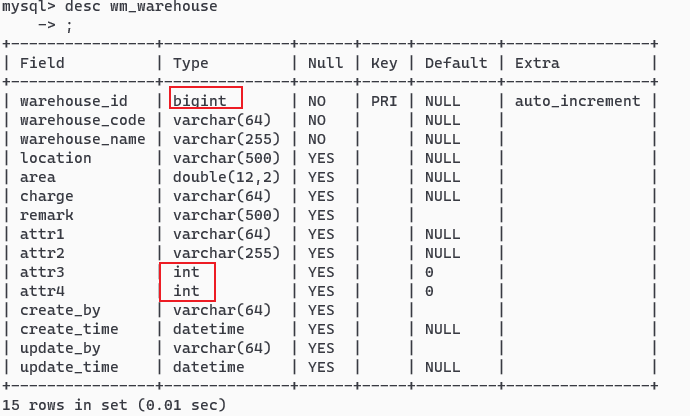 mysql> desc wm_warehouse
    -> ;
+----------------+--------------+------+-----+---------+----------------+
| Field          | Type         | Null | Key | Default | Extra          |
+----------------+--------------+------+-----+---------+----------------+
| warehouse_id   | bigint       | NO   | PRI | NULL    | auto_increment |
| warehouse_code | varchar(64)  | NO   |     | NULL    |                |
| warehouse_name | varchar(255) | NO   |     | NULL    |                |
| location       | varchar(500) | YES  |     | NULL    |                |
| area           | double(12,2) | YES  |     | NULL    |                |
| charge         | varchar(64)  | YES  |     | NULL    |                |
| remark         | varchar(500) | YES  |     |         |                |
| attr1          | varchar(64)  | YES  |     | NULL    |                |
| attr2          | varchar(255) | YES  |     | NULL    |                |
| attr3          | int          | YES  |     | 0       |                |
| attr4          | int          | YES  |     | 0       |                |
| create_by      | varchar(64)  | YES  |     |         |                |
| create_time    | datetime     | YES  |     | NULL    |                |
| update_by      | varchar(64)  | YES  |     |         |                |
| update_time    | datetime     | YES  |     | NULL    |                |
+----------------+--------------+------+-----+---------+----------------+
15 rows in set (0.01 sec)